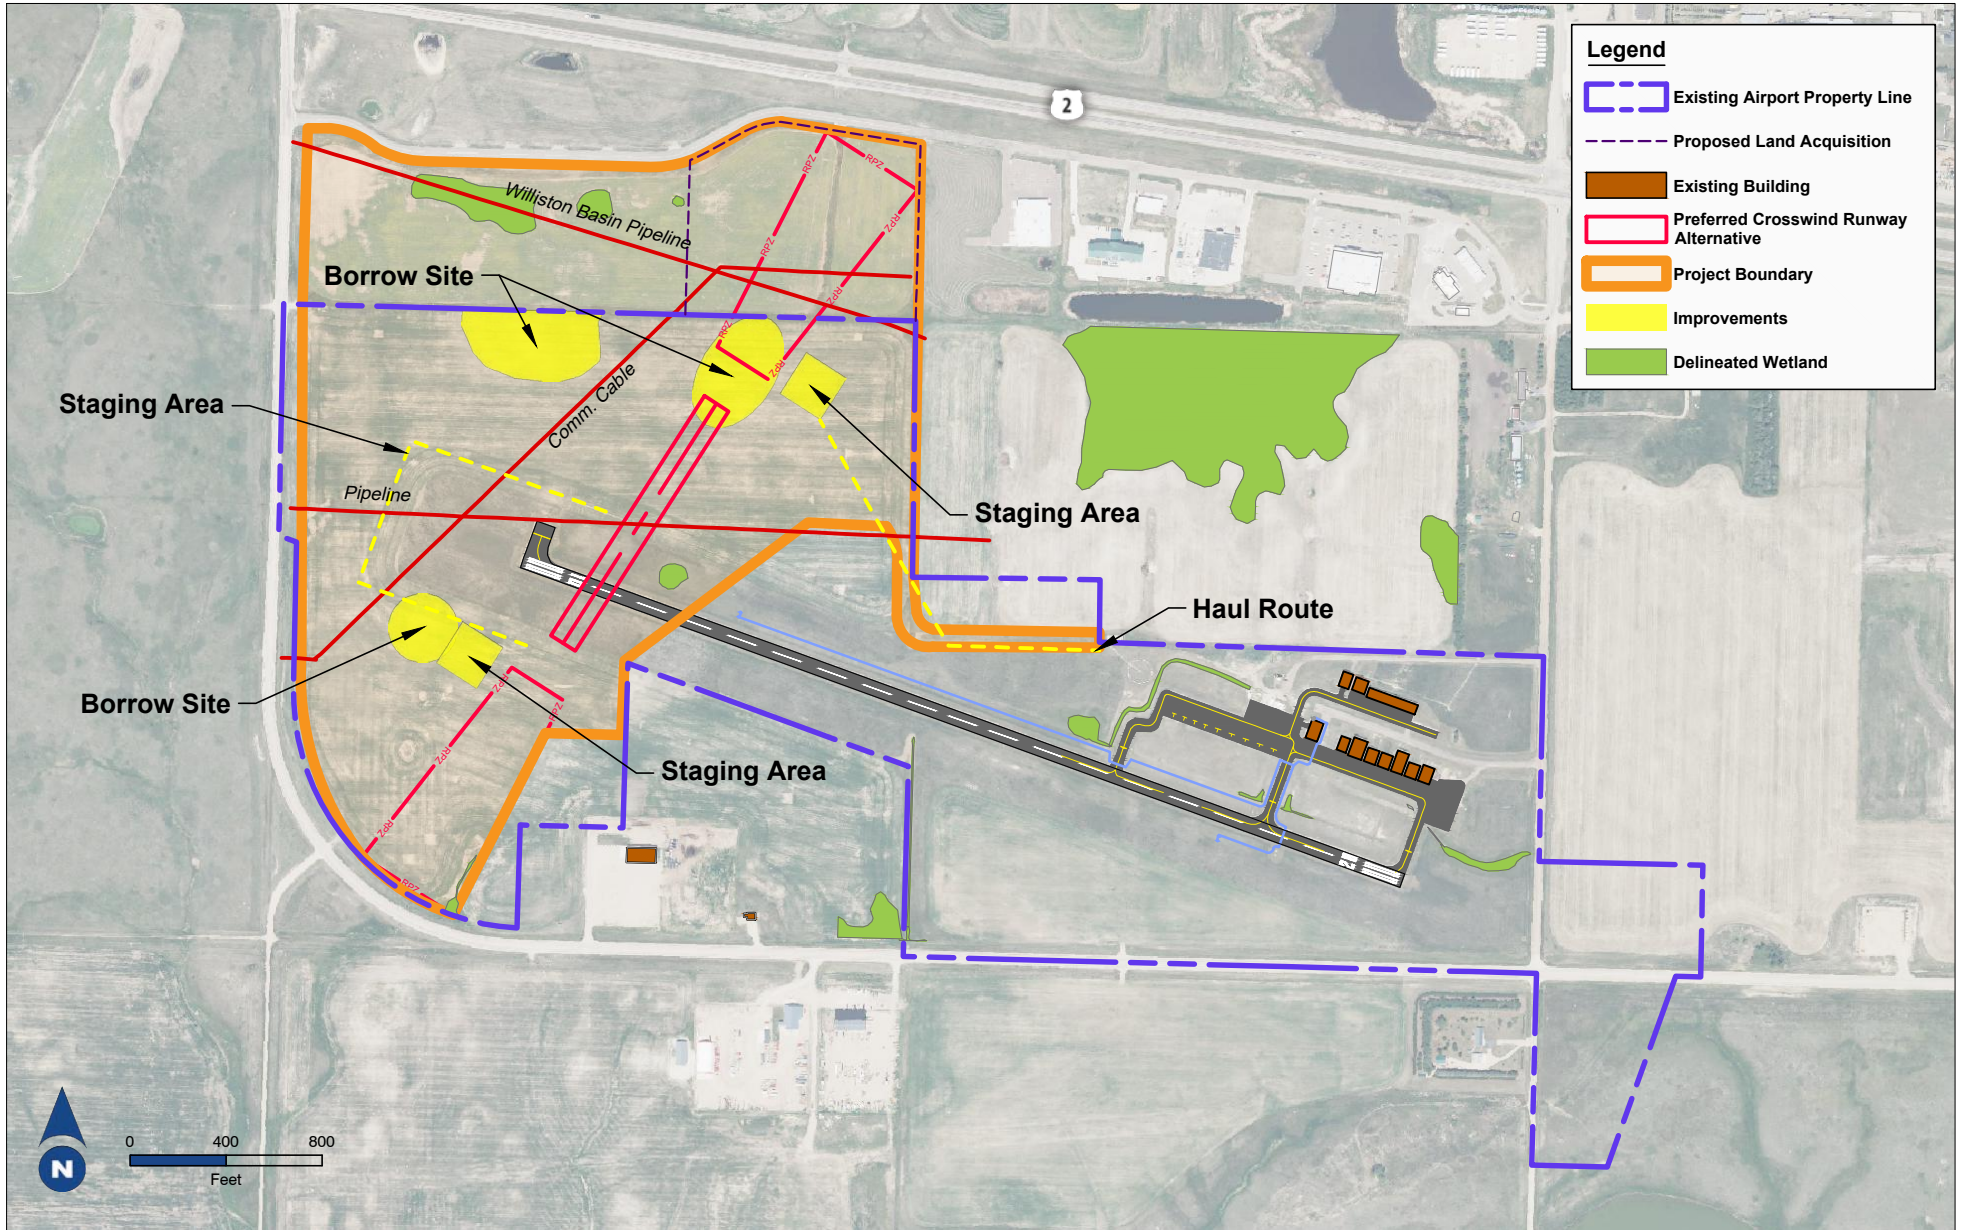 2
Legend
Existing Airport Property Line
Proposed Land Acquisition
Existing Building
Preferred Crosswind Runway
Alternative
Project Boundary
Improvements
Delineated Wetland
RPZ
RPZ
RPZ
RPZ
RPZ
RPZ
RPZ
Williston Basin Pipeline
Borrow Site
Comm. Cable
Staging Area
Pipeline
Staging Area
Haul Route
Borrow Site
Staging Area
RPZ
RPZ
RPZ
RPZ
RPZ
0
400
800
Feet
N